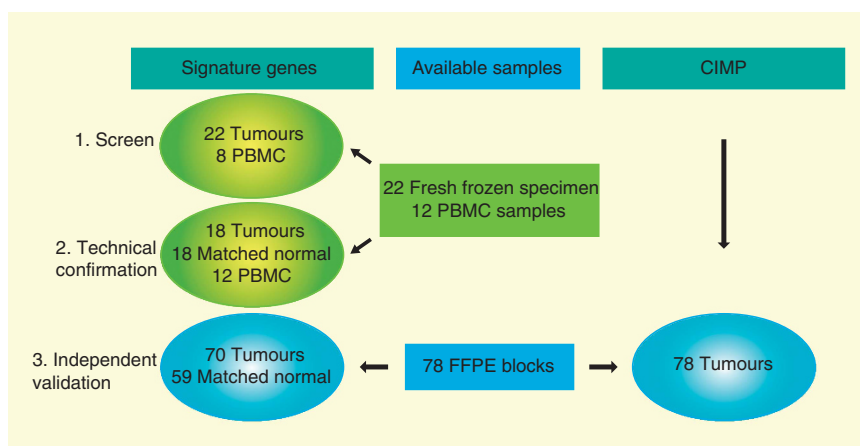 Signature genes
Available samples
CIMP
1. Screen
22 Tumours
8 PBMC
22 Fresh frozen specimen
12 PBMC samples
2. Technical
confirmation
18 Tumours
18 Matched normal
12 PBMC
3. Independent
validation
70 Tumours
59 Matched normal
78 FFPE blocks
78 Tumours